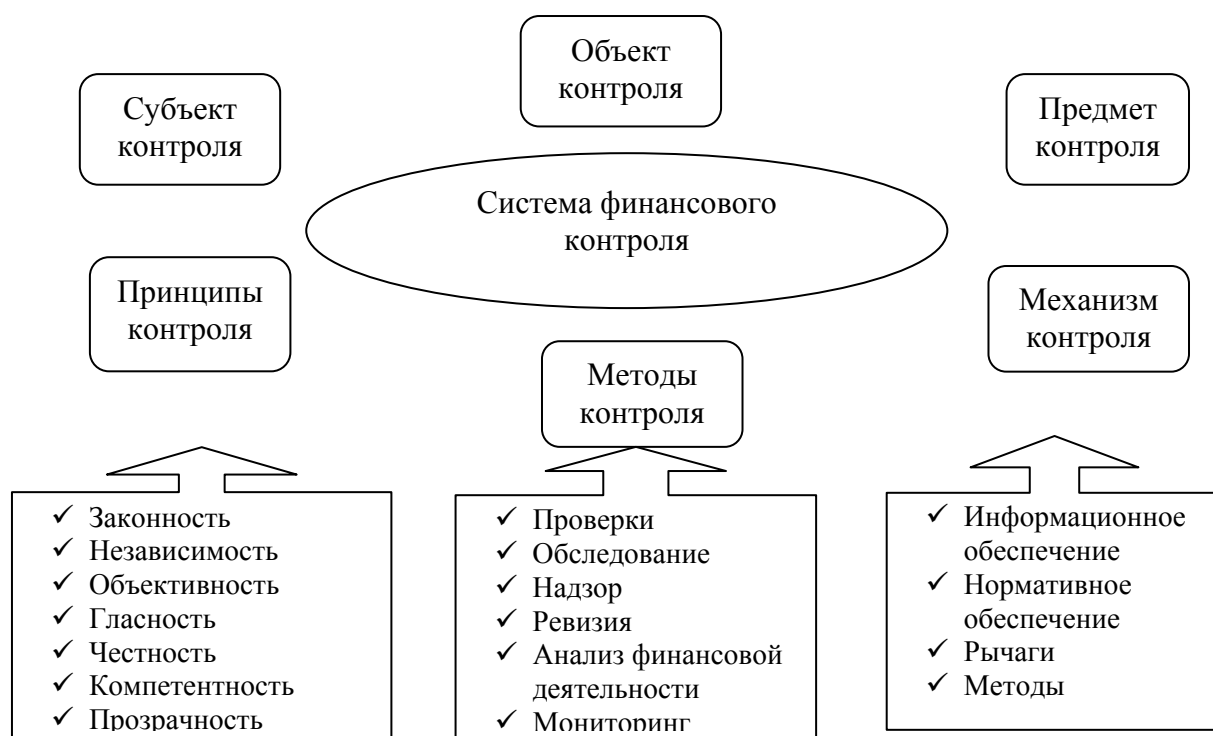 Объект
контроля
Субъект
контроля
Предмет
контроля
Система финансового
контроля
Принципы
контроля
Механизм
контроля
Методы
контроля
✓ Законность
✓ Независимость
✓ Объективность
✓ Гласность
✓ Честность
✓ Компетентность
✓ Прозрачность
✓ Проверки
✓ Обследование
✓ Надзор
✓ Ревизия
✓ Анализ финансовой
деятельности
✓ Мониторинг
✓ Информационное
обеспечение
✓ Нормативное
обеспечение
✓ Рычаги
✓ Методы